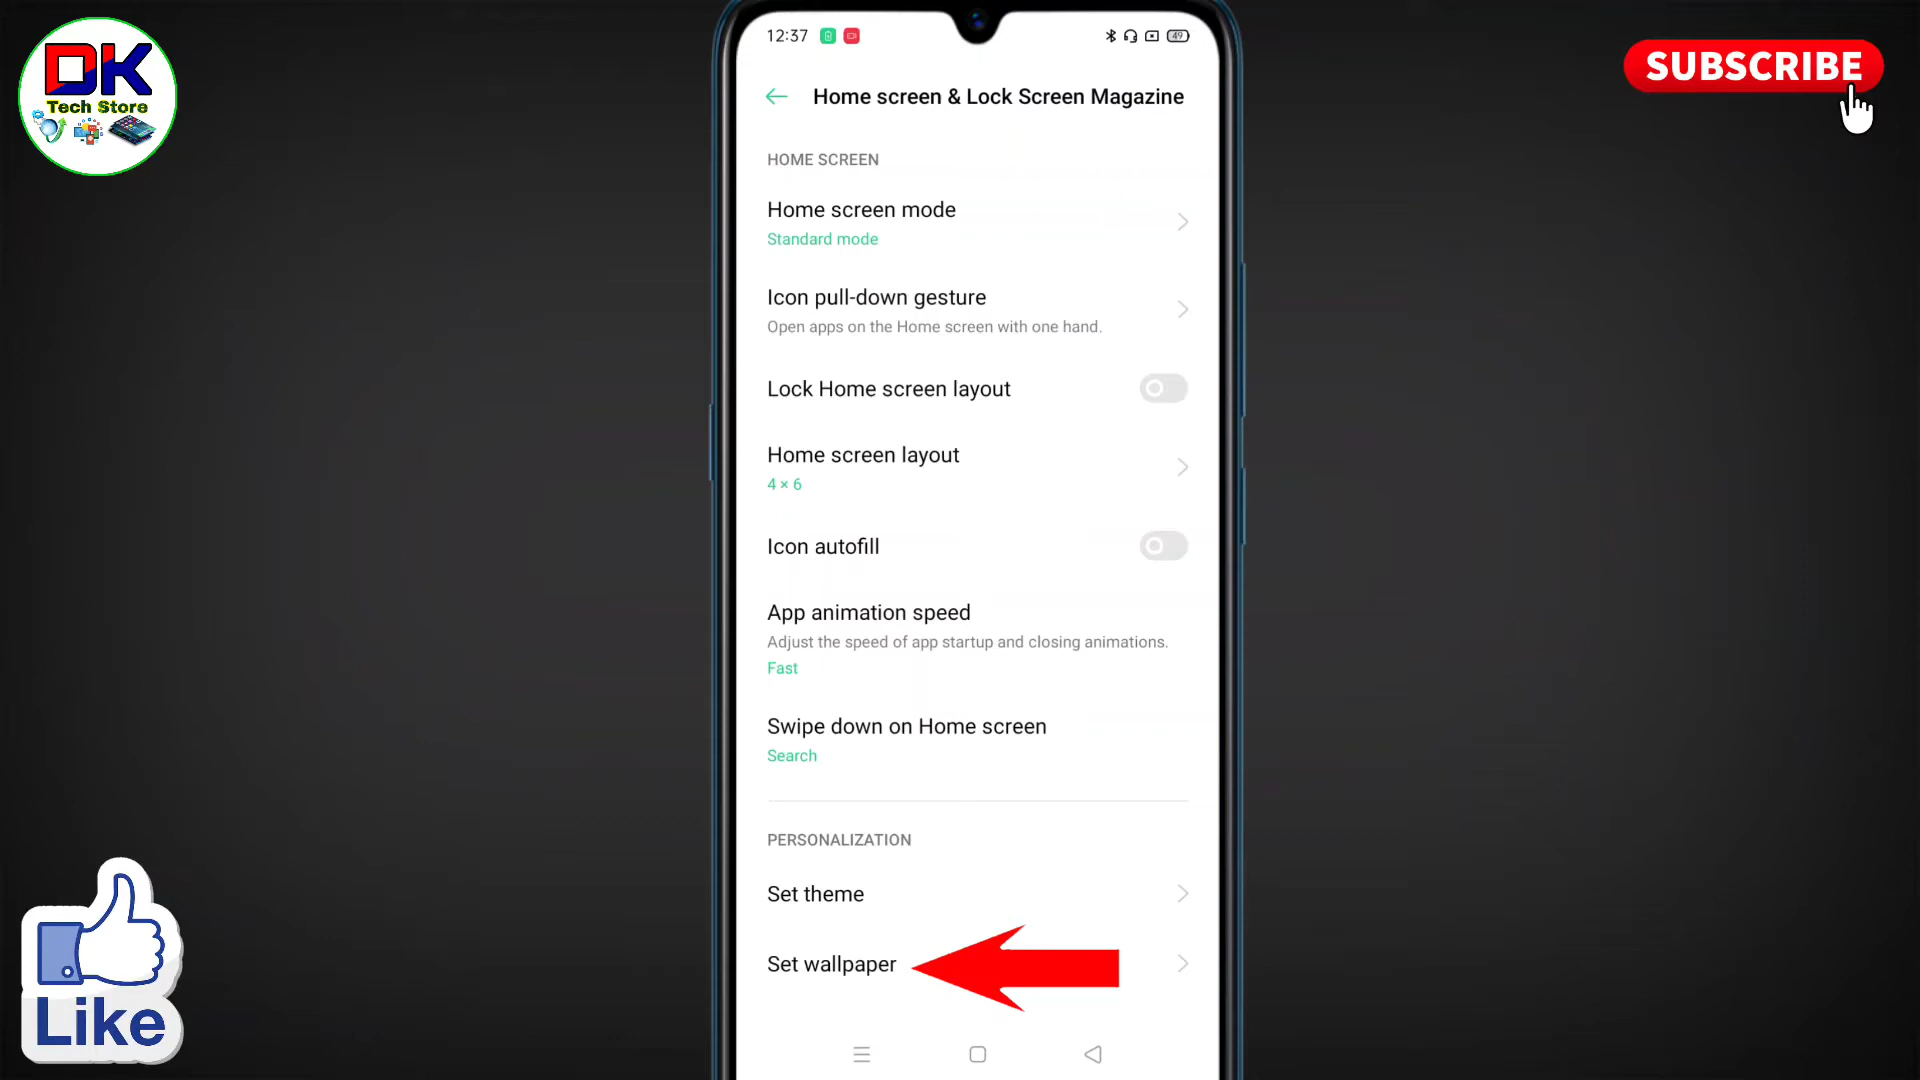 DK
Tech Store
SUBSCRIBE
12:37
49
Home screen & Lock Screen Magazine
HOME SCREEN
Home screen mode
Standard mode
Icon pull-down gesture
Open apps on the Home screen with one hand.
Lock Home screen layout
Home screen layout
4 × 6
Icon autofill
App animation speed
Adjust the speed of app startup and closing animations.
Fast
Swipe down on Home screen
Search
PERSONALIZATION
Set theme
Set wallpaper
Like